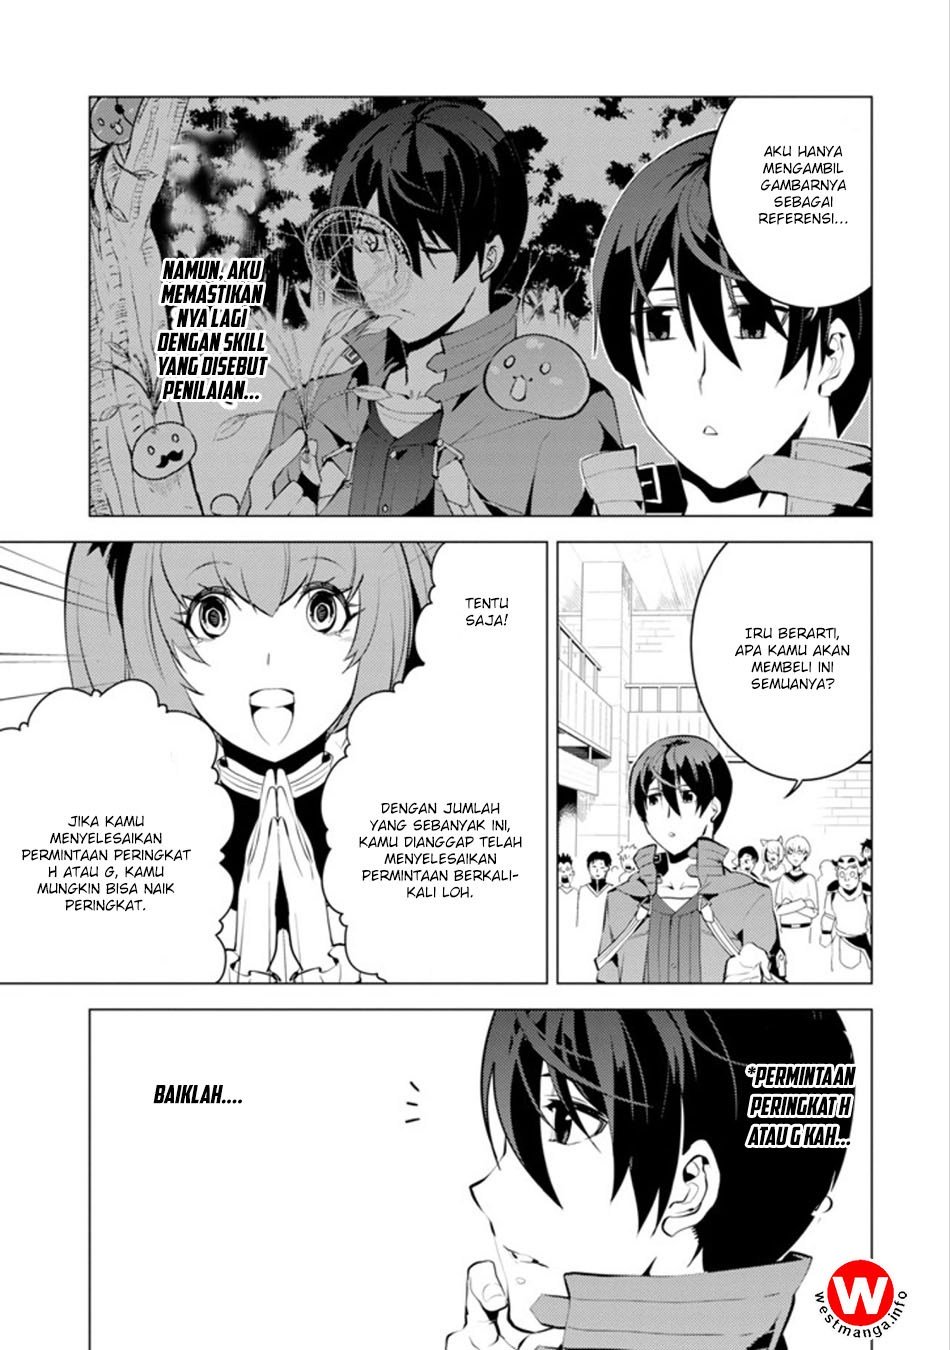 AKU HANYA
MENGAMBIL
GAMBARNYA
SEBAGAI
REFERENSI...
NAMUN, AKU
MEMASTIKAN
NYA LAGI
DENGAN SKILL
YANG DISEBUT
PENILAIAN...
IRU BERARTI,
APA KAMU AKAN
MEMBELI INI
SEMUANYA?
TENTU
SAJA!
DENGAN JUMLAH
YANG SEBANYAK INI,
KAMU DIANGGAP TELAH
MENYELESAIKAN
PERMINTAAN BERKALI-
KALI LOH.
JIKA KAMU
MENYELESAIKAN
PERMINTAAN PERINGKAT
H ATAU G, KAMU
MUNGKIN BISA NAIK
PERINGKAT.
*PERMINTAAN
PERINGKAT H
ATAU G KAH...
BAIKLAH....
W
westmanga.info